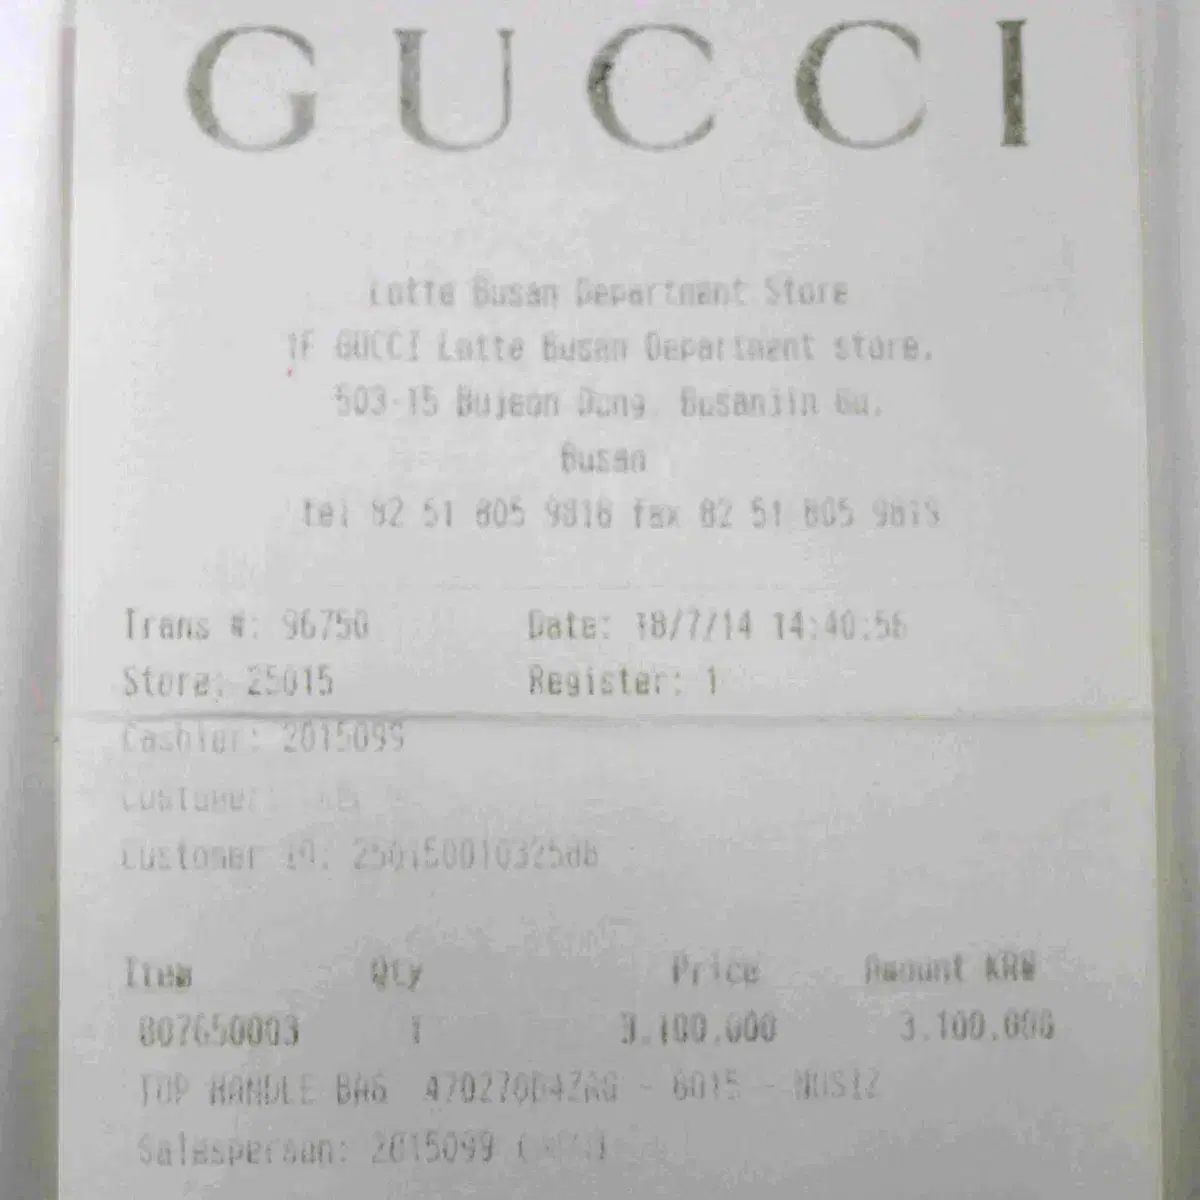 GUCCI
Lotte Busan Department Store
1F GUCCI Lotte Busan Department store,
503-15 Bujeon Dong, Busanjin Gu,
Busan
tel 82 51 805 9818 fax 82 51 805 9819
Trans #: 96750 Date: 18/7/14 14:40:56
Store: 25015 Register: 1
Cashier: 2015099
Customer:
Customer ID:
Item Qty Price Amount KRW
807650003 1 3.100.000 3.100.000
TOP HANDLE BAG - 8015 - NOSIZ
Salesperson: 2015099